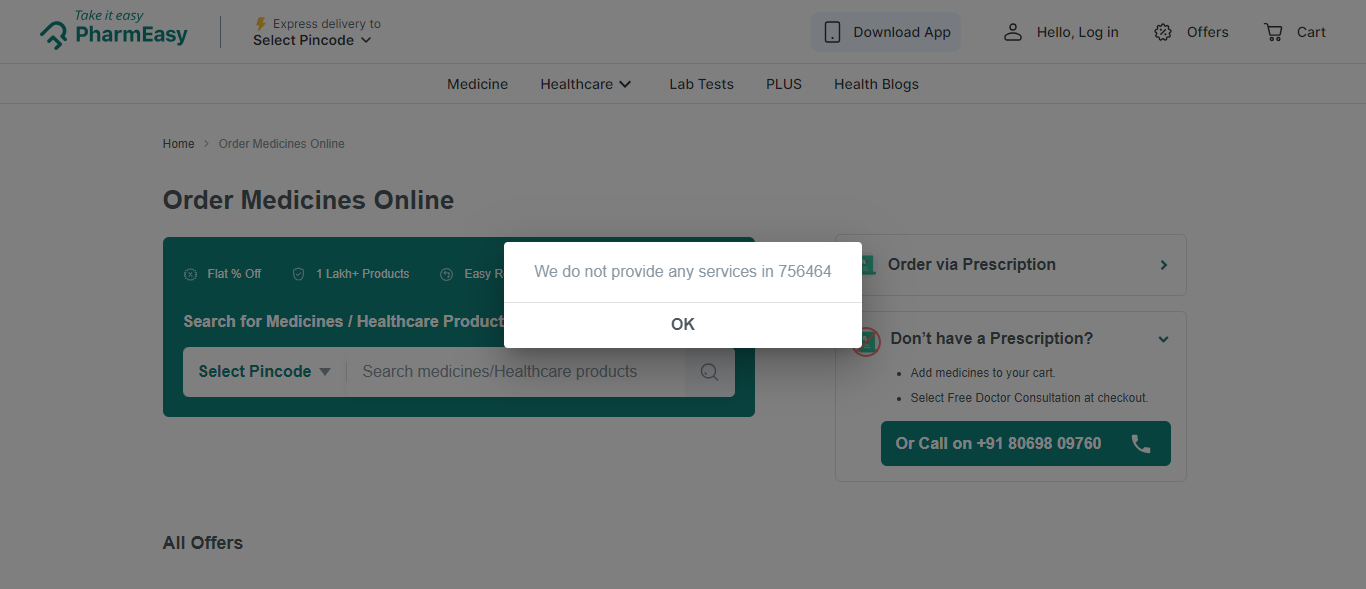 Take it easy
PharmEasy
Express delivery to
Select Pincode
Download App
Hello, Log in
Offers
Cart
Medicine
Healthcare
Lab Tests
PLUS
Health Blogs
Home
Order Medicines Online
Order Medicines Online
Flat % Off
1 Lakh+ Products
Easy
Search for Medicines / Healthcare
Select Pincode
Search medicines/Healthcare products
We do not provide any services in 756464
OK
Order via Prescription
Don't have a Prescription?
Add medicines to your cart.
Select Free Doctor Consultation at checkout.
Or Call on +91 80698 09760
All Offers